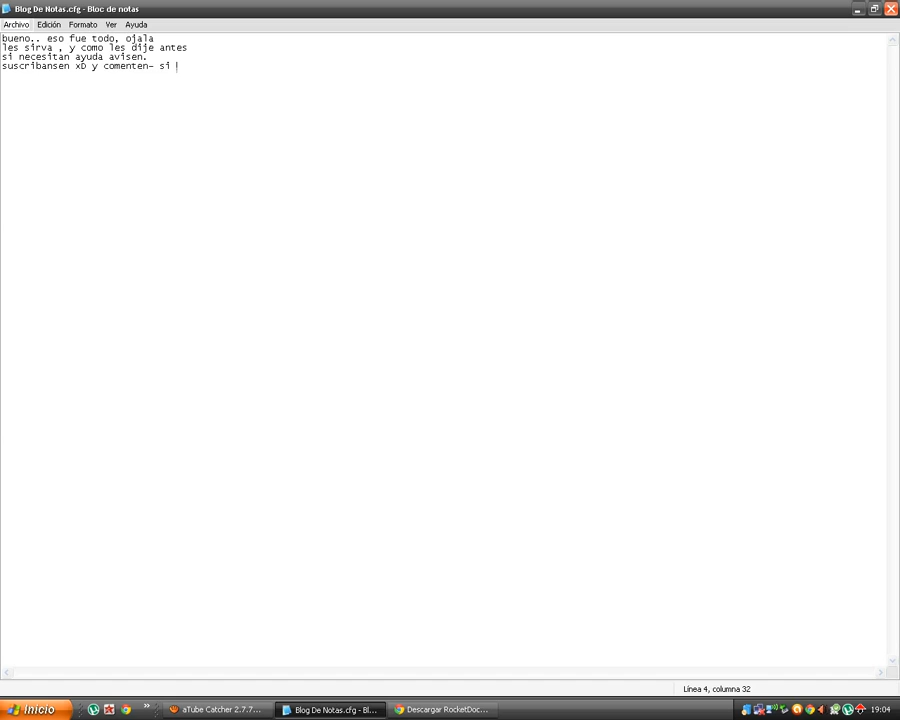 Blog De Notas.cfg - Bloc de notas
Archivo Edición Formato Ver Ayuda
bueno.. eso fue todo, ojala
les sirva , y como les dije antes
si necesitan ayuda avisen.
suscribansen xD y comenten- si
Línea 4, columna 32
Inicio » aTube Catcher 2.7.7... Blog De Notas.cfg - Bl... Descargar RocketDoc... 19:04